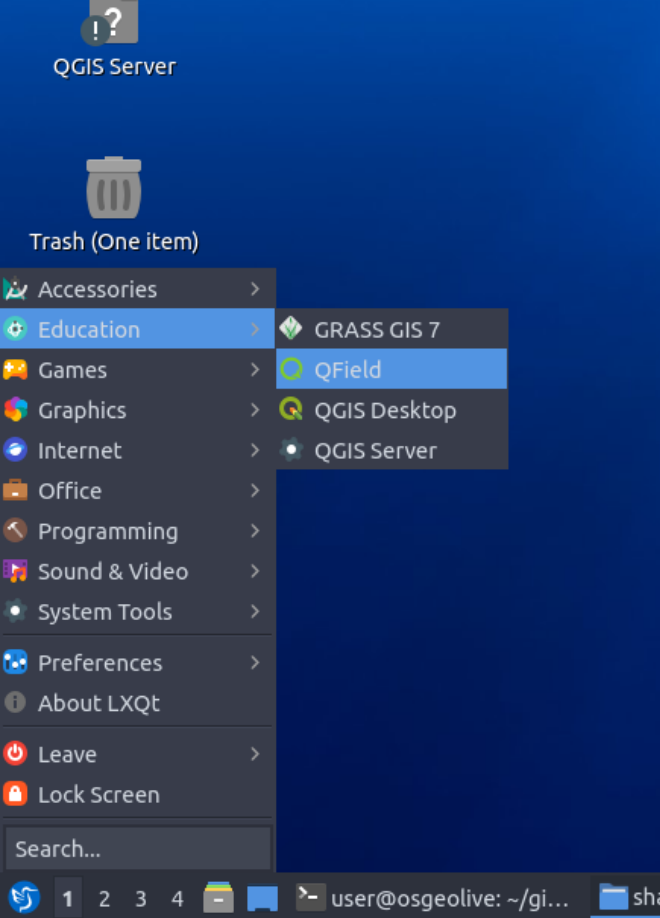 QGIS Server
Trash (One item)
Accessories
Education
GRASS GIS 7
Games
QField
Graphics
QGIS Desktop
Internet
QGIS Server
Office
Programming
Sound & Video
System Tools
Preferences
About LXQt
Leave
Lock Screen
Search...
1 2 3 4 user@osgeolive: ~/gi... sha